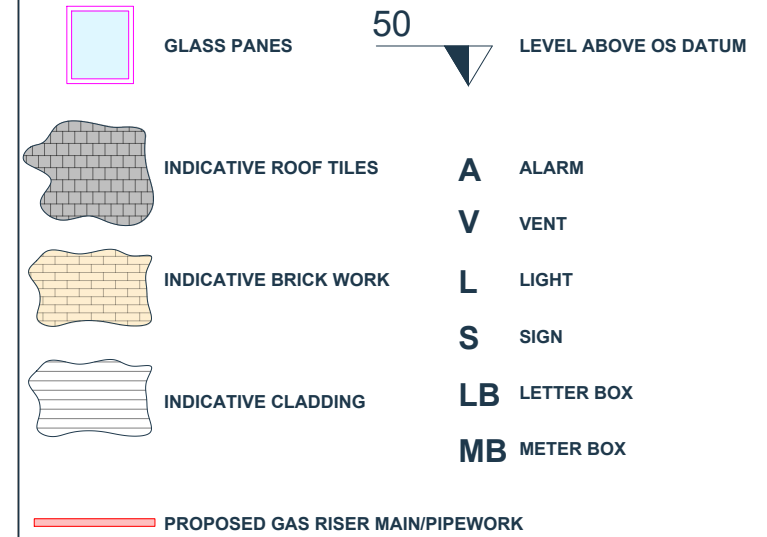 GLASS PANES
50
LEVEL ABOVE OS DATUM
INDICATIVE ROOF TILES
A ALARM
V VENT
INDICATIVE BRICK WORK
L LIGHT
S SIGN
INDICATIVE CLADDING
LB LETTER BOX
MB METER BOX
PROPOSED GAS RISER MAIN/PIPEWORK